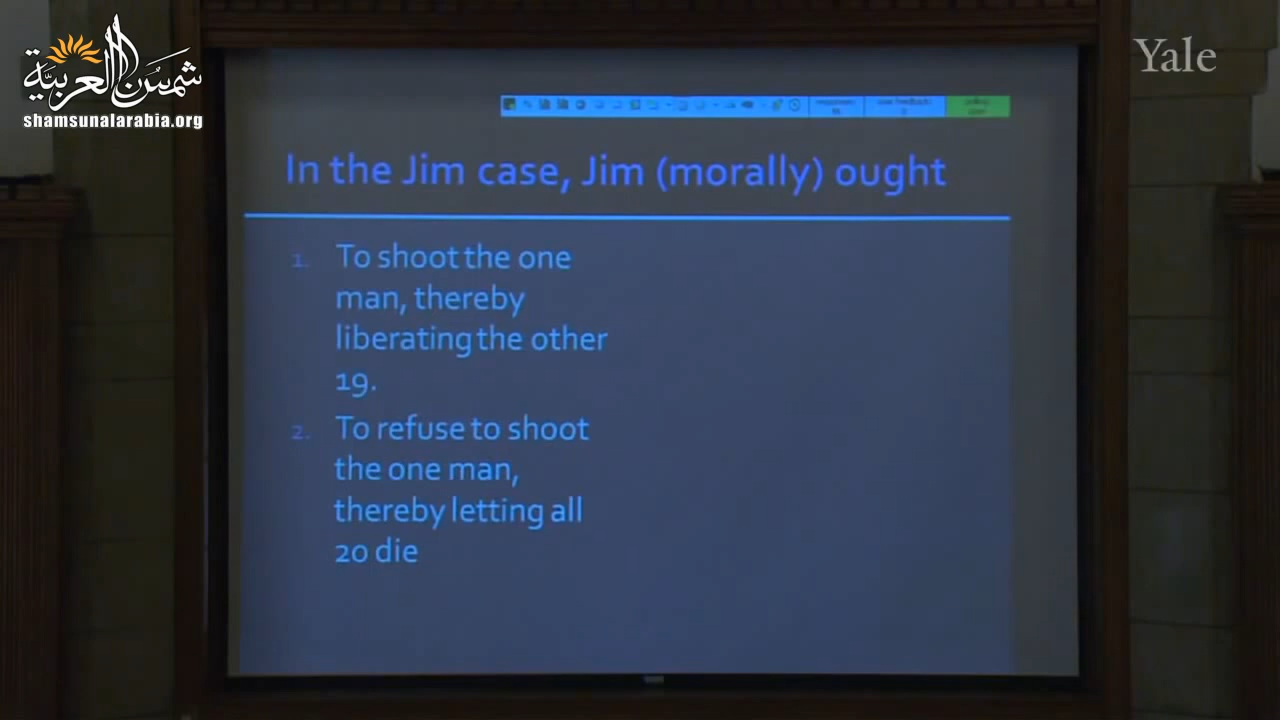 شمس العربية
shamsunalarabia.org
Yale
In the Jim case, Jim (morally) ought
1. To shoot the one
man, thereby
liberating the other
19.
2. To refuse to shoot
the one man,
thereby letting all
20 die